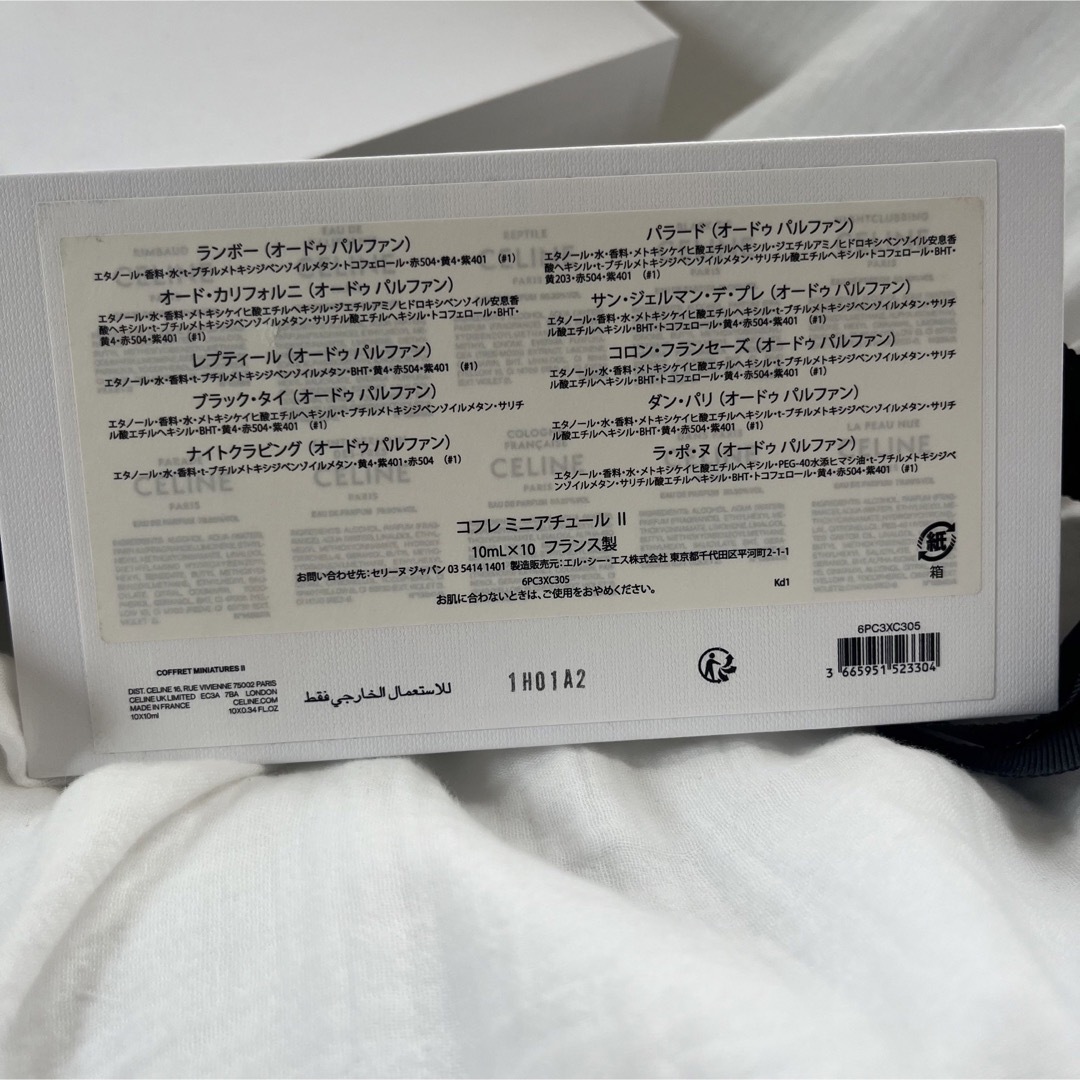 ランボー (オードゥ パルファン)
エタノール・香料・水・t-ブチルメトキシジベンゾイルメタン・トコフェロール・赤504・黄4・紫401 (#1)
オード・カリフォルニ (オードゥ パルファン)
エタノール・水・香料・メトキシケイヒ酸エチルヘキシル・ジエチルアミノヒドロキシベンゾイル安息香
酸ヘキシル・t-ブチルメトキシジベンゾイルメタン・サリチル酸エチルヘキシル・トコフェロール・BHT・
黄4・赤504・紫401 (#1)
レプティール (オードゥ パルファン)
エタノール・水・香料・t-ブチルメトキシジベンゾイルメタン・BHT・黄4・赤504・紫401 (#1)
ブラック・タイ (オードゥ パルファン)
エタノール・香料・水・メトキシケイヒ酸エチルヘキシル・t-ブチルメトキシジベンゾイルメタン・サリチ
ル酸エチルヘキシル・BHT・黄4・赤504・紫401 (#1)
ナイトクラビング (オードゥ パルファン)
エタノール・水・香料・t-ブチルメトキシジベンゾイルメタン・黄4・紫401・赤504 (#1)
パラード (オードゥ パルファン)
エタノール・香料・水・メトキシケイヒ酸エチルヘキシル・ジエチルアミノヒドロキシベンゾイル安息香
酸ヘキシル・t-ブチルメトキシジベンゾイルメタン・サリチル酸エチルヘキシル・トコフェロール・BHT・
黄203・赤504・紫401 (#1)
サン・ジェルマン・デ・プレ (オードゥ パルファン)
エタノール・水・香料・メトキシケイヒ酸エチルヘキシル・t-ブチルメトキシジベンゾイルメタン・サリチ
ル酸エチルヘキシル・BHT・黄4・赤504・紫401 (#1)
コロン・フランセーズ (オードゥ パルファン)
エタノール・水・香料・メトキシケイヒ酸エチルヘキシル・t-ブチルメトキシジベンゾイルメタン・サリチ
ル酸エチルヘキシル・BHT・トコフェロール・黄4・赤504・紫401 (#1)
ダン・パリ (オードゥ パルファン)
エタノール・香料・水・メトキシケイヒ酸エチルヘキシル・t-ブチルメトキシジベンゾイルメタン・サリチ
ル酸エチルヘキシル・BHT・黄4・赤504・紫401 (#1)
ラ・ポ・ヌ (オードゥ パルファン)
エタノール・香料・水・メトキシケイヒ酸エチルヘキシル・PEG-40水添ヒマシ油・t-ブチルメトキシジベ
ンゾイルメタン・サリチル酸エチルヘキシル・BHT・トコフェロール・黄4・赤504・紫401 (#1)
コフレ ミニアチュール II
10mL×10 フランス製
お問い合わせ先:セリーヌ ジャパン 03 5414 1401 製造販売元:エル・シー・エス株式会社 東京都千代田区平河町2-1-1
6PC3XC305
お肌に合わないときは、ご使用をおやめください。
Kd1
紙
箱
COFFRET MINIATURES II
DIST. CELINE 16, RUE VIVIENNE 75002 PARIS
CELINE UK LIMITED EC3A 7BA LONDON
MADE IN FRANCE CELINE.COM
10X10ml 10X0.34 FL.OZ
للاستعمال الخارجي فقط
1H01A2
6PC3XC305
3 665951 523304